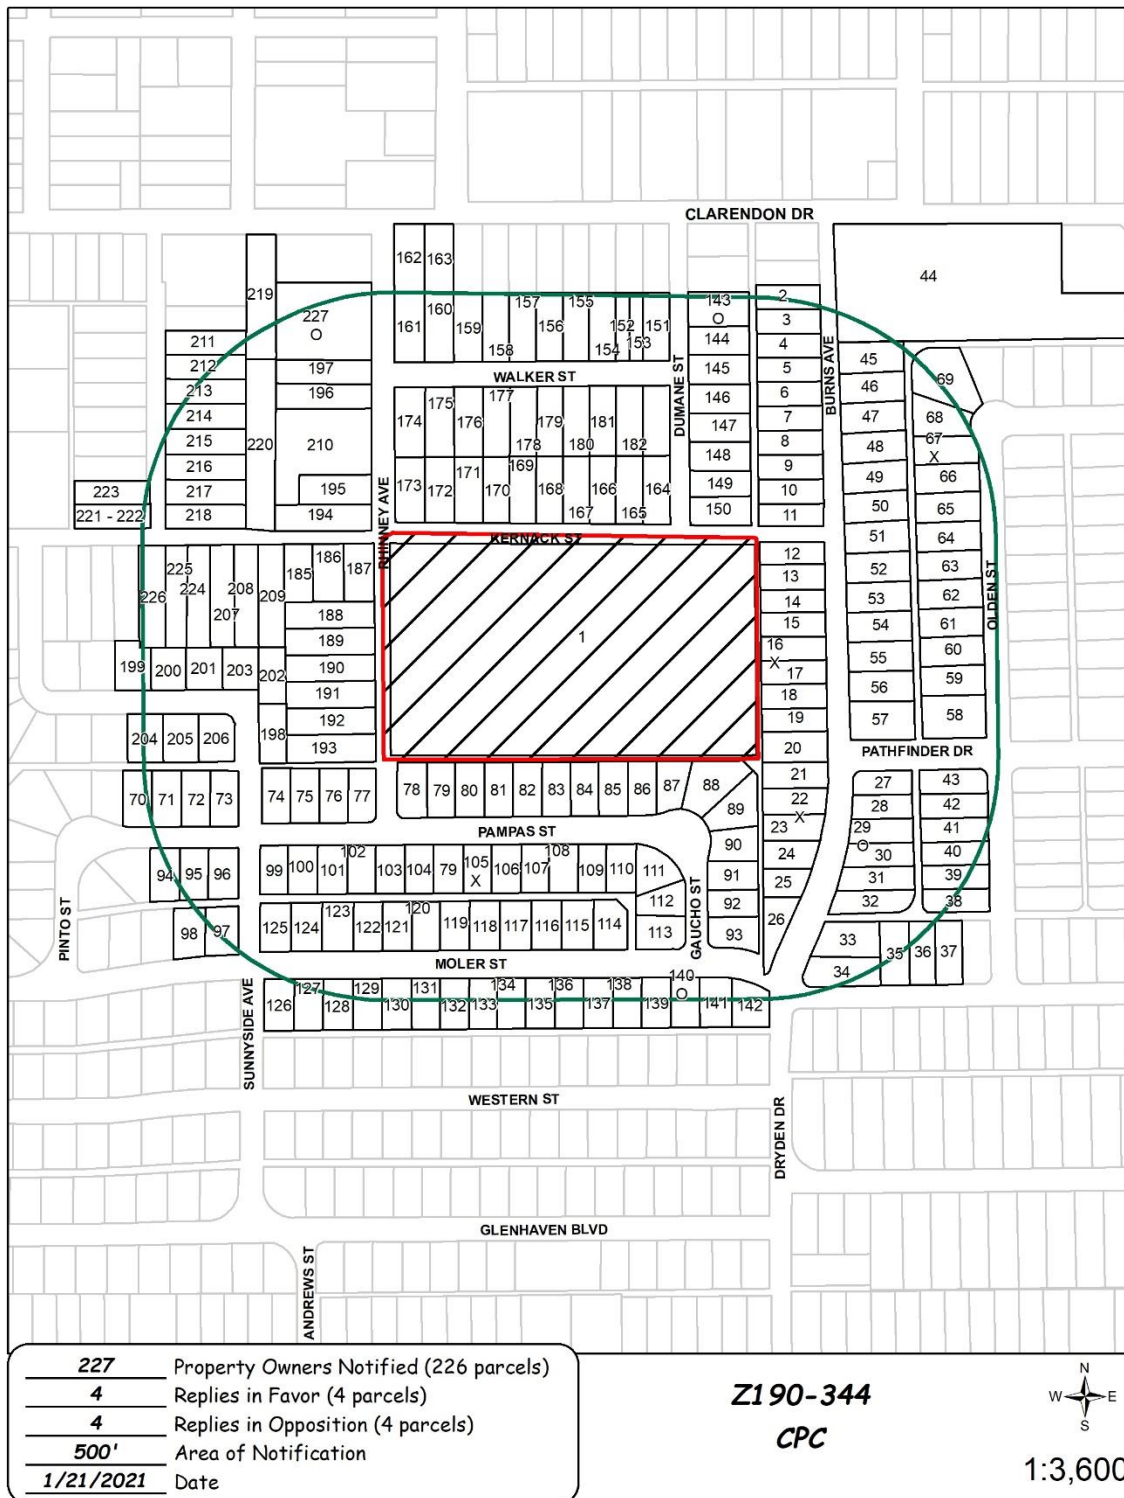 CLARENDON DR
44
162 163
219
227
O
161 160 159 158 157 156 155 154 152 153 151
143
O
144
145
146
147
148
149
150
2
3
4
5
6
7
8
9
10
11
BURNS AVE
45
46
47
48
49
50
51
52
53
54
55
56
57
69
68
67
X
66
65
64
63
62
61
60
59
58
OLDEN ST
211
212
213
214
215
216
217
218
220
197
196
210
195
194
223
221 - 222
WALKER ST
DUMANE ST
174 175 176 177 178 179 180 181 182
173 172 171 170 169 168 167 166 165 164
RHINNEY AVE
KERNACK ST
1
226 225 224 207 208 209 185 186 187
188
189
190
191
192
193
199 200 201 203 202
198
204 205 206
12
13
14
15
16
X
17
18
19
20
21
22
X
23
24
25
26
PATHFINDER DR
27
28
29
O
30
31
32
43
42
41
40
39
38
70 71 72 73
74 75 76 77
78 79 80 81 82 83 84 85 86 87 88
89
90
91
92
93
PAMPAS ST
94 95 96
98 97
99 100 101 102 103 104 79 105 106 107 108 109 110 111
X
112
113
125 124 123 122 121 120 119 118 117 116 115 114
GAUCHO ST
PINTO ST
33
34
35 36 37
MOLER ST
126 127 128 129 130 131 132 133 134 135 136 137 138 139 140 141 142
O
SUNNYSIDE AVE
WESTERN ST
DRYDEN DR
GLENHAVEN BLVD
ANDREWS ST
227 Property Owners Notified (226 parcels)
4 Replies in Favor (4 parcels)
4 Replies in Opposition (4 parcels)
500' Area of Notification
1/21/2021 Date
Z190-344
CPC
N
W E
S
1:3,600